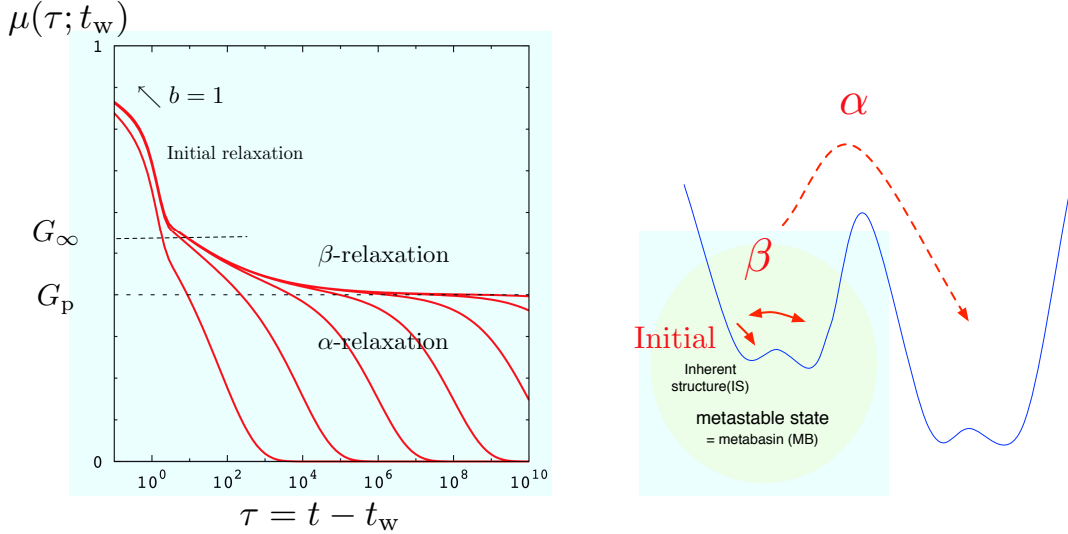 μ(τ; t_w)
1
b = 1
Initial relaxation
G_∞
β-relaxation
G_p
α-relaxation
0
10^0 10^2 10^4 10^6 10^8 10^10
τ = t − t_w
α
β
Initial
Inherent
structure(IS)
metastable state
= metabasin (MB)